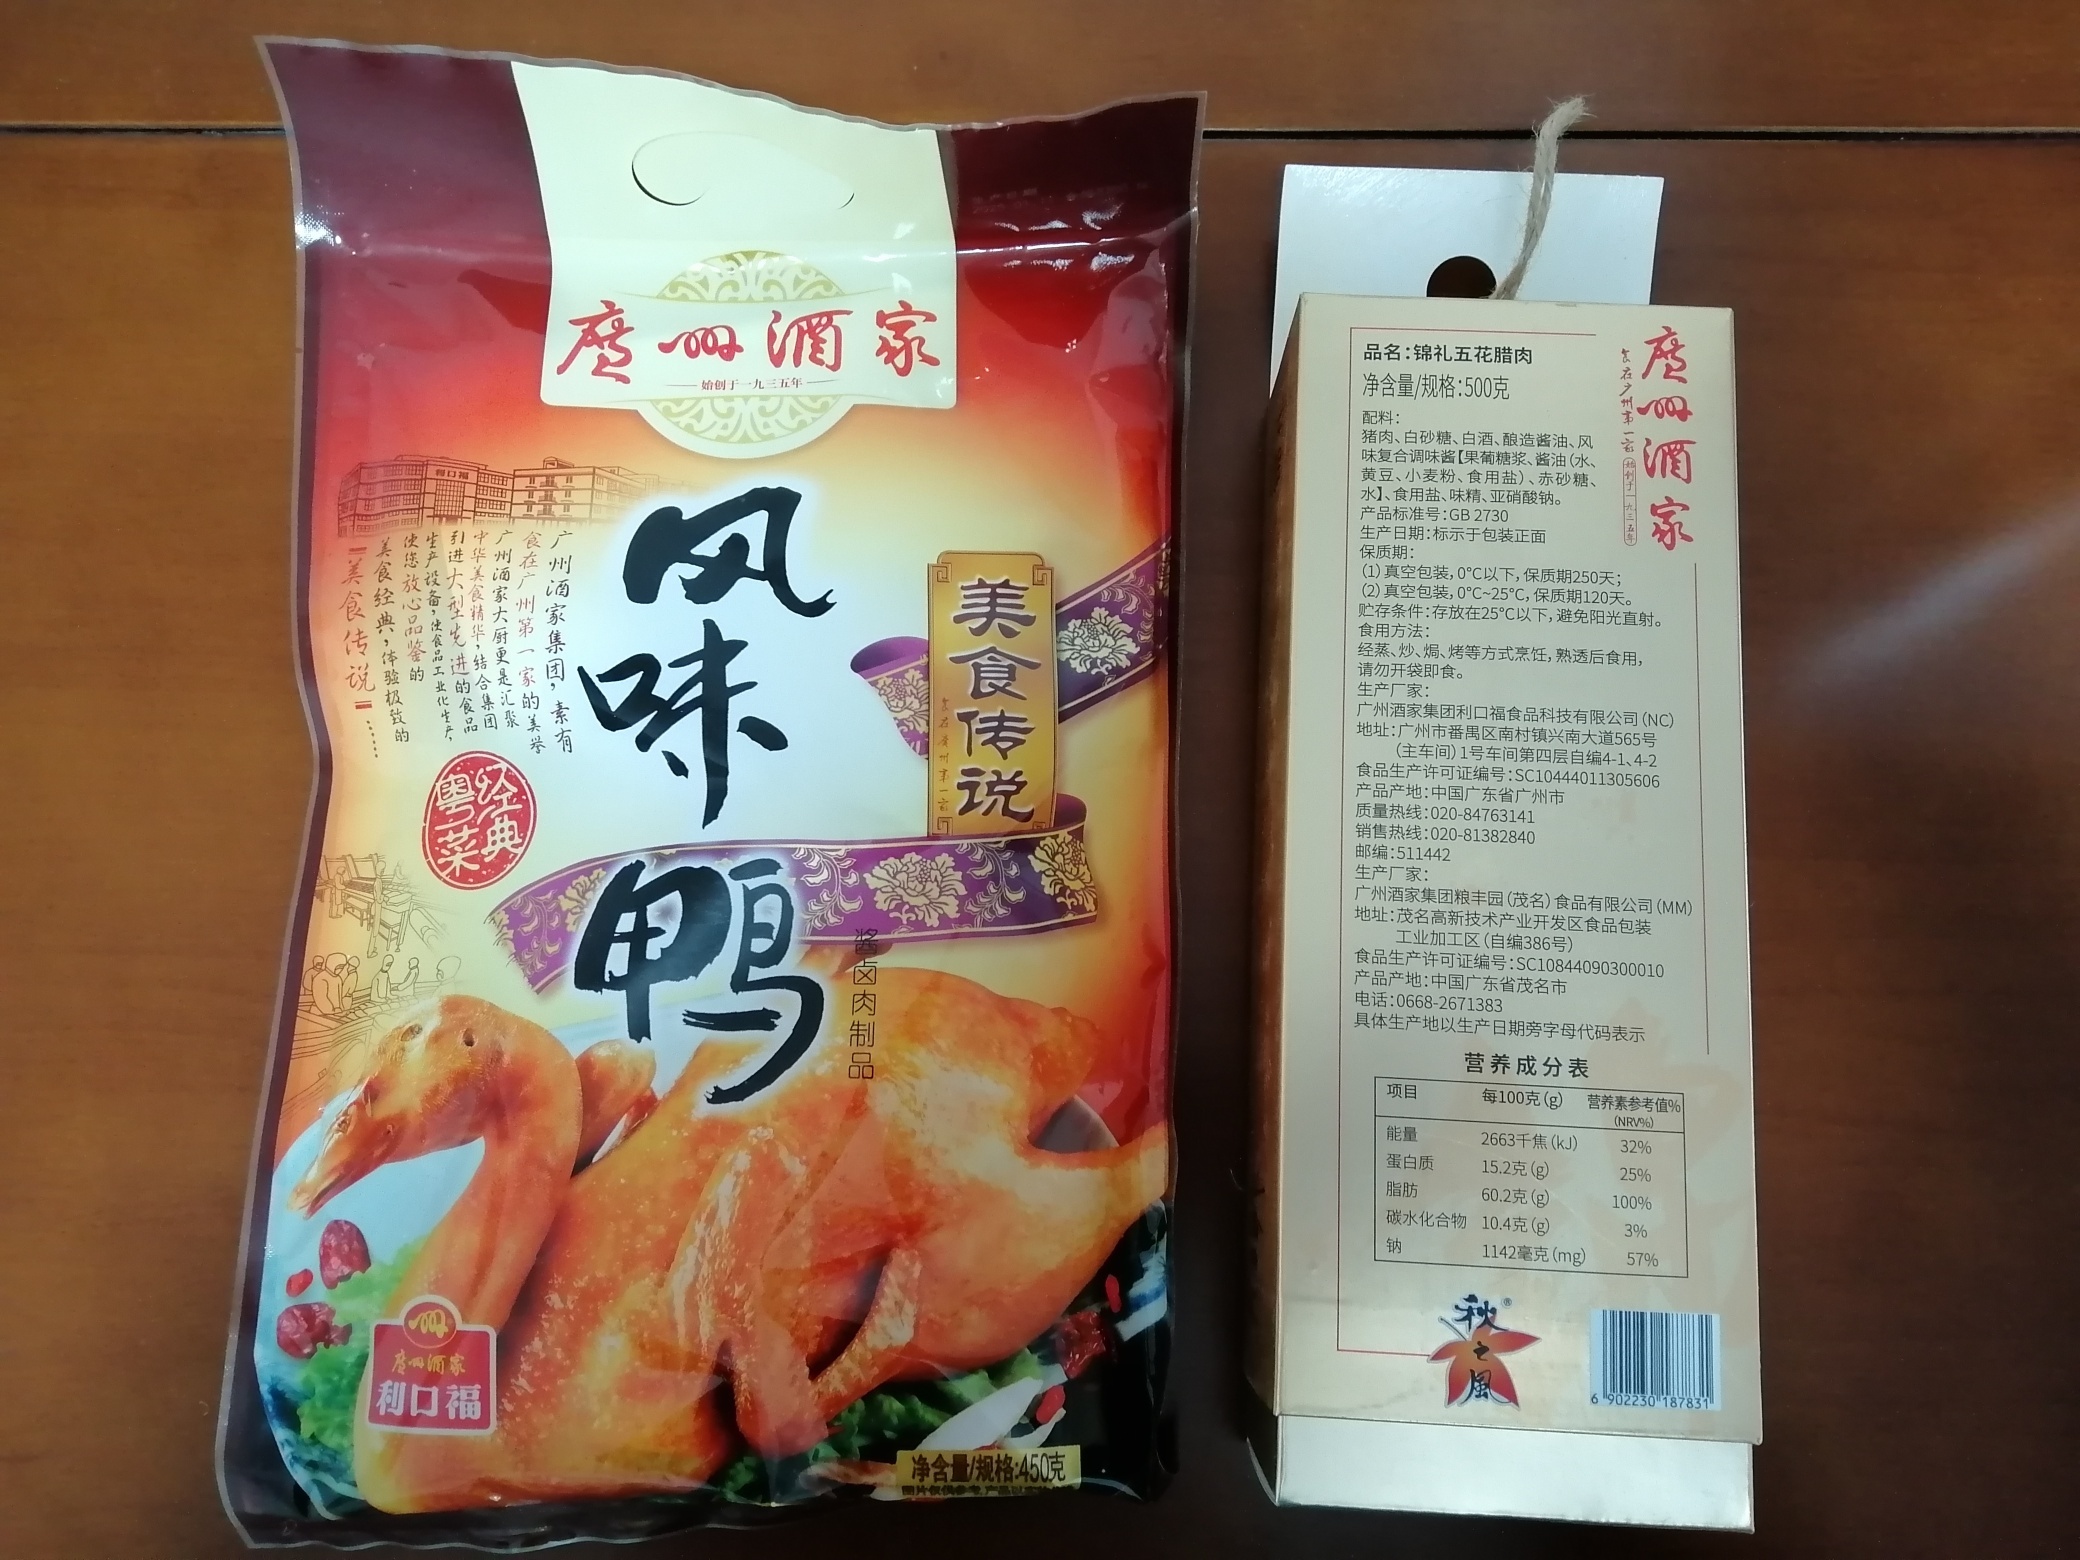 廣州酒家
始创于一九三五年
利口福
广州酒家集团，素有
食在广州第一家的美誉
广州酒家大厨更是汇聚
中华美食精华，结合集团
引进大型先进的食品
生产设备，使食品工业化生产，
使您放心品鉴的
美食经典，体验极致的
美食传说……
风味鸭
美食传说
食在广州第一家
经典
粤菜
酱卤肉制品
廣州酒家
利口福
净含量/规格:450克
廣州酒家
食在广州第一家
始创于一九三五年
品名:锦礼五花腊肉
净含量/规格:500克
配料:
猪肉、白砂糖、白酒、酿造酱油、风
味复合调味酱【果葡糖浆、酱油(水、
黄豆、小麦粉、食用盐)、赤砂糖、
水】、食用盐、味精、亚硝酸钠。
产品标准号:GB 2730
生产日期:标示于包装正面
保质期:
(1)真空包装,0°C以下,保质期250天;
(2)真空包装,0°C~25°C,保质期120天。
贮存条件:存放在25°C以下,避免阳光直射。
食用方法:
经蒸、炒、焗、烤等方式烹饪,熟透后食用,
请勿开袋即食。
生产厂家:
广州酒家集团利口福食品科技有限公司(NC)
地址:广州市番禺区南村镇兴南大道565号
(主车间)1号车间第四层自编4-1、4-2
食品生产许可证编号:SC10444011305606
产品产地:中国广东省广州市
质量热线:020-84763141
销售热线:020-81382840
邮编:511442
生产厂家:
广州酒家集团粮丰园(茂名)食品有限公司(MM)
地址:茂名高新技术产业开发区食品包装
工业加工区(自编386号)
食品生产许可证编号:SC10844090300010
产品产地:中国广东省茂名市
电话:0668-2671383
具体生产地以生产日期旁字母代码表示
营养成分表
项目 每100克(g) 营养素参考值%
(NRV%)
能量 2663千焦(kJ) 32%
蛋白质 15.2克(g) 25%
脂肪 60.2克(g) 100%
碳水化合物 10.4克(g) 3%
钠 1142毫克(mg) 57%
秋之風®
6 902230 187831